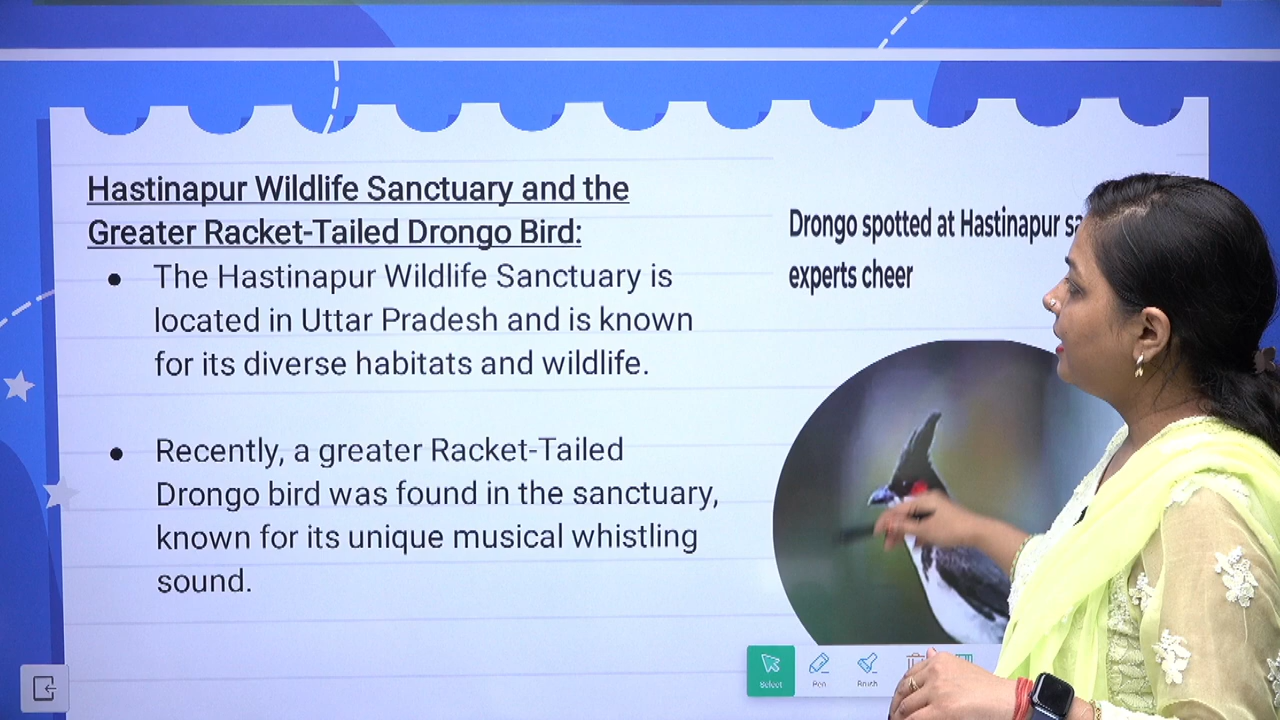 Hastinapur Wildlife Sanctuary and the
Greater Racket-Tailed Drongo Bird:
● The Hastinapur Wildlife Sanctuary is
located in Uttar Pradesh and is known
for its diverse habitats and wildlife.
● Recently, a greater Racket-Tailed
Drongo bird was found in the sanctuary,
known for its unique musical whistling
sound.
Drongo spotted at Hastinapur
experts cheer
Select
Pen
Brush